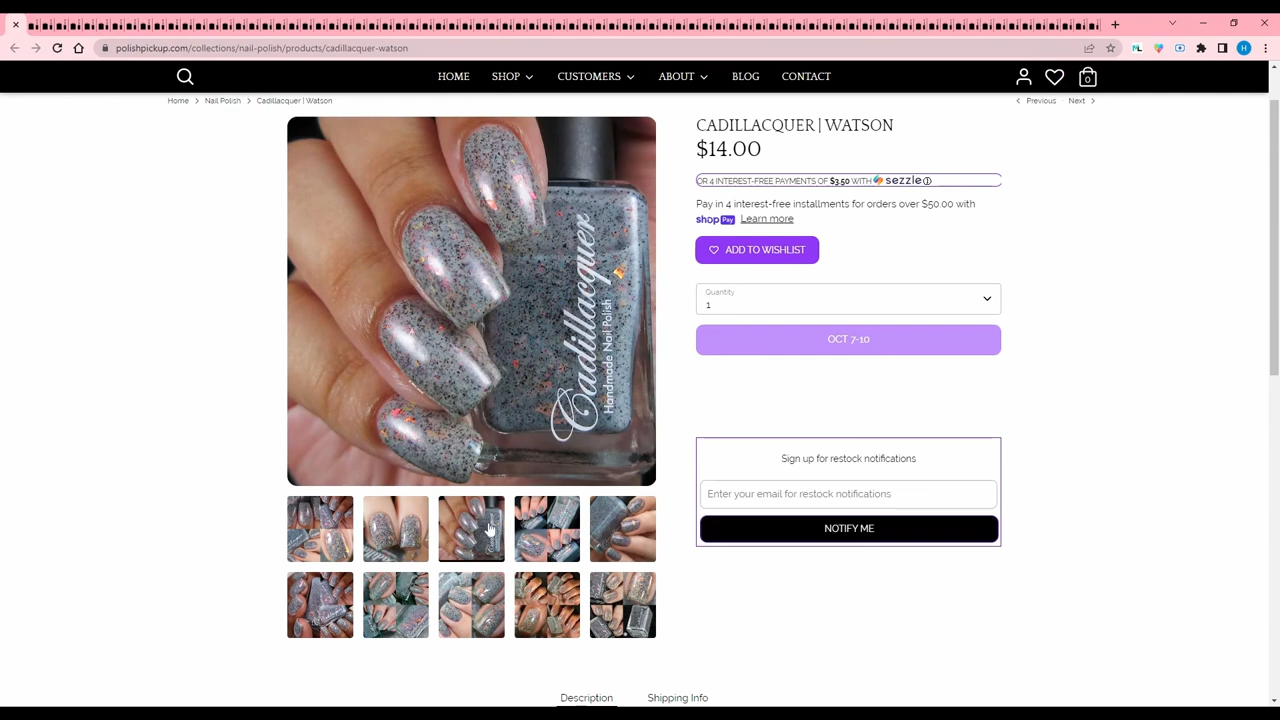 polishpickup.com/collections/nail-polish/products/cadillacquer-watson
H
HOME SHOP CUSTOMERS ABOUT BLOG CONTACT
0
Home > Nail Polish > Cadillacquer | Watson
< Previous Next >
CADILLACQUER | WATSON
$14.00
OR 4 INTEREST-FREE PAYMENTS OF $3.50 WITH sezzle
Pay in 4 interest-free installments for orders over $50.00 with
shop Pay Learn more
ADD TO WISHLIST
Quantity
1
OCT 7-10
Sign up for restock notifications
Enter your email for restock notifications
NOTIFY ME
Cadillacquer
Handmade Nail Polish
Description Shipping Info